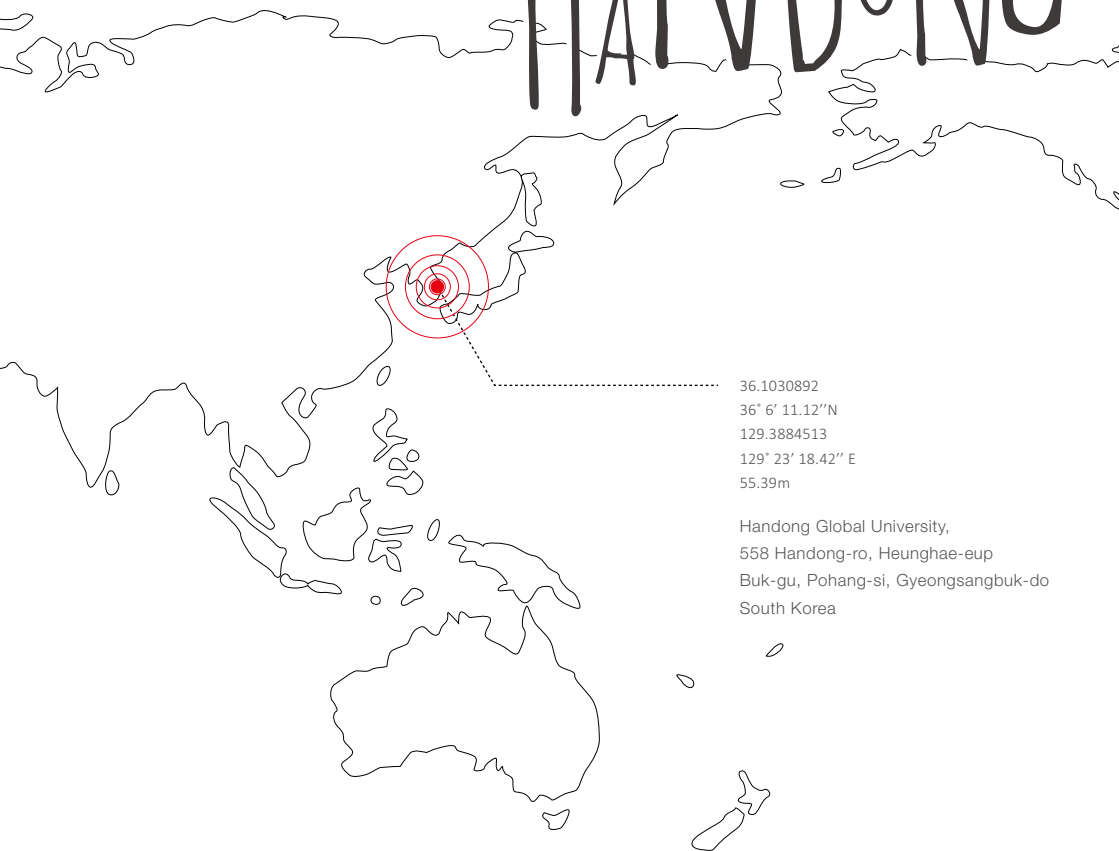 HANDONG
36.1030892
36˚ 6′ 11.12′′N
129.3884513
129˚ 23′ 18.42′′ E
55.39m
Handong Global University,
558 Handong-ro, Heunghae-eup
Buk-gu, Pohang-si, Gyeongsangbuk-do
South Korea